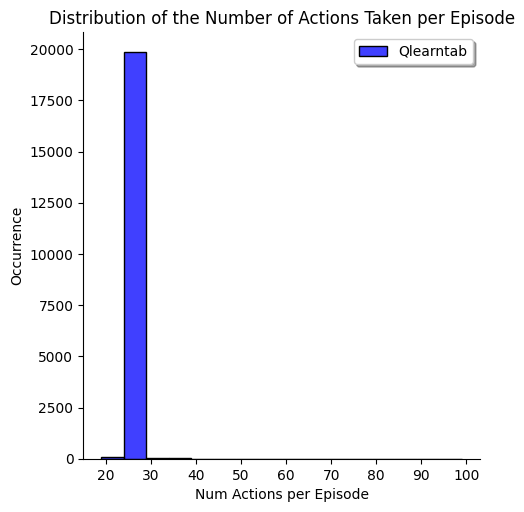 Distribution of the Number of Actions Taken per Episode
Qlearntab
20000
17500
15000
12500
10000
7500
5000
2500
0
Occurrence
20 30 40 50 60 70 80 90 100
Num Actions per Episode